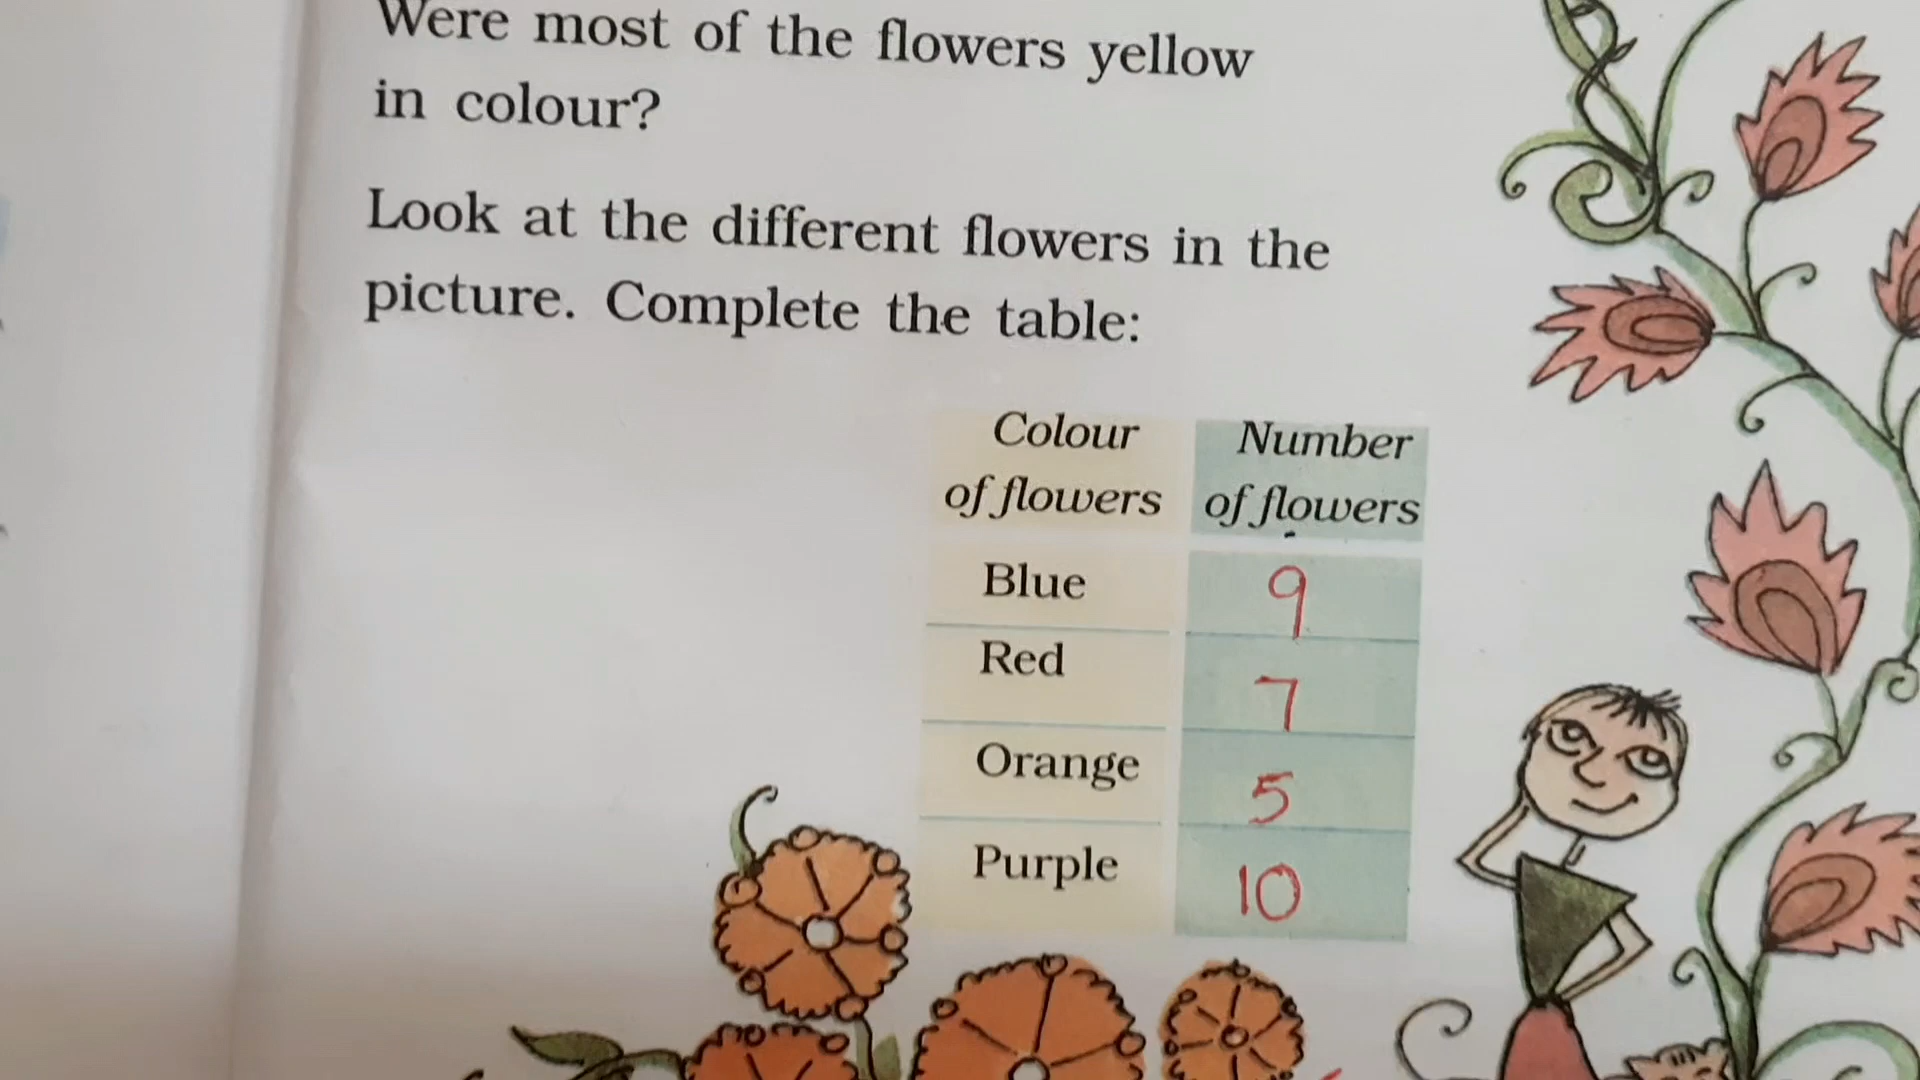 Were most of the flowers yellow
in colour?
Look at the different flowers in the
picture. Complete the table:
Colour of flowers Number of flowers
Blue 9
Red 7
Orange 5
Purple 10